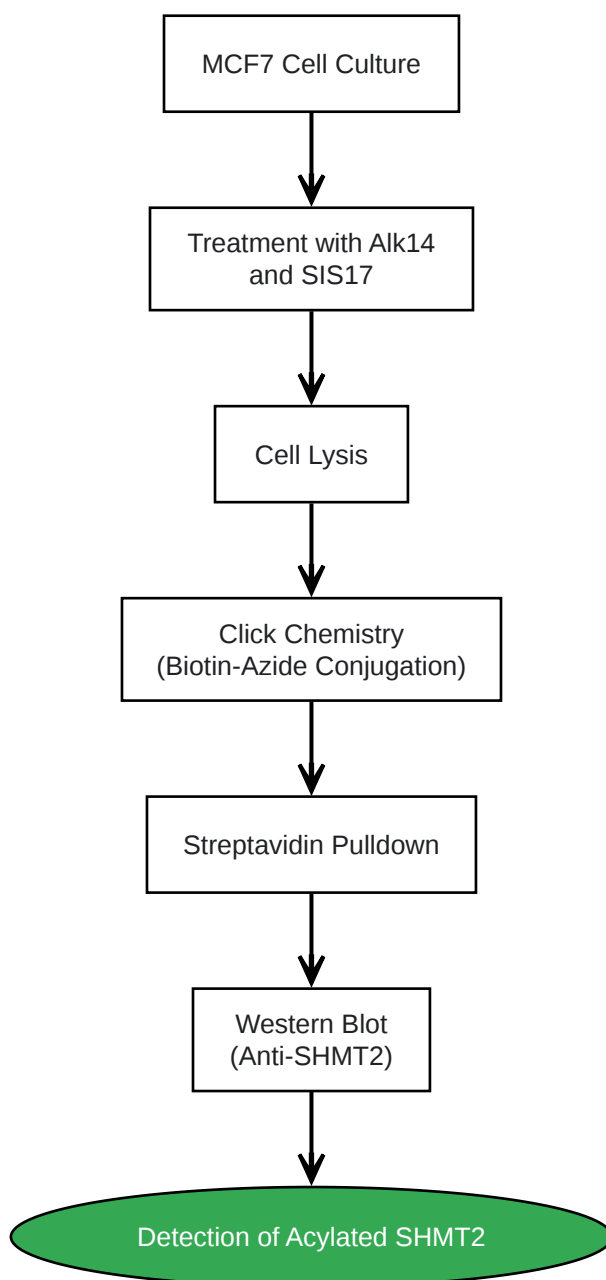 MCF7 Cell Culture
Treatment with Alk14
and SIS17
Cell Lysis
Click Chemistry
(Biotin-Azide Conjugation)
Streptavidin Pulldown
Western Blot
(Anti-SHMT2)
Detection of Acylated SHMT2